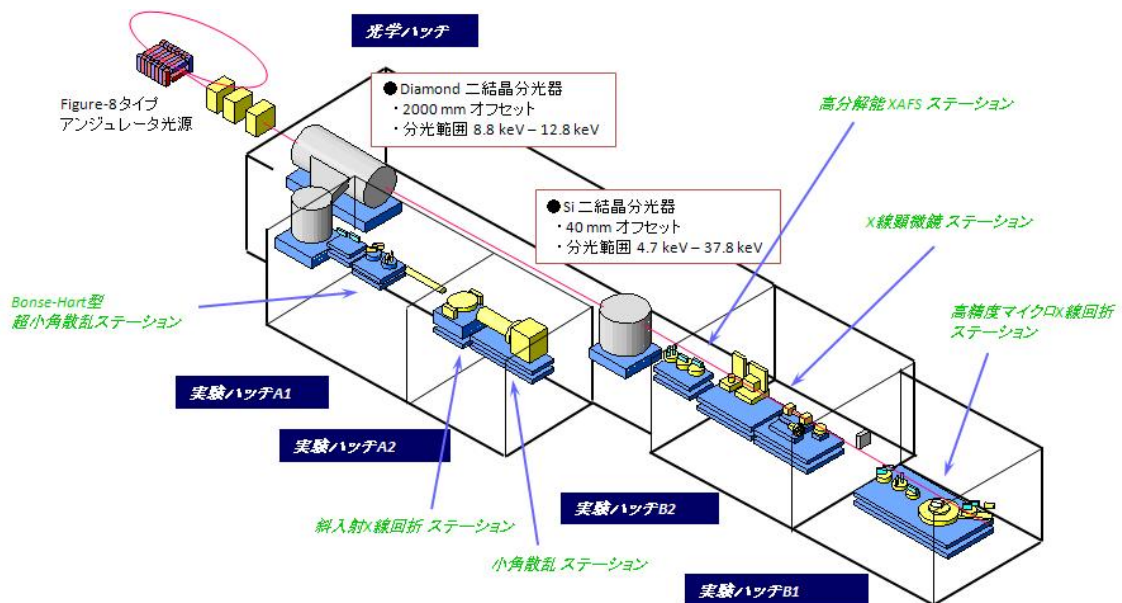 光学ハッチ
Figure-8タイプ
アンジュレータ光源
●Diamond 二結晶分光器
・2000 mm オフセット
・分光範囲 8.8 keV – 12.8 keV
高分解能 XAFS ステーション
●Si 二結晶分光器
・40 mm オフセット
・分光範囲 4.7 keV – 37.8 keV
X線顕微鏡 ステーション
Bonse-Hart型
超小角散乱ステーション
高精度マイクロX線回折
ステーション
実験ハッチA1
実験ハッチA2
実験ハッチB2
斜入射X線回折 ステーション
小角散乱 ステーション
実験ハッチB1